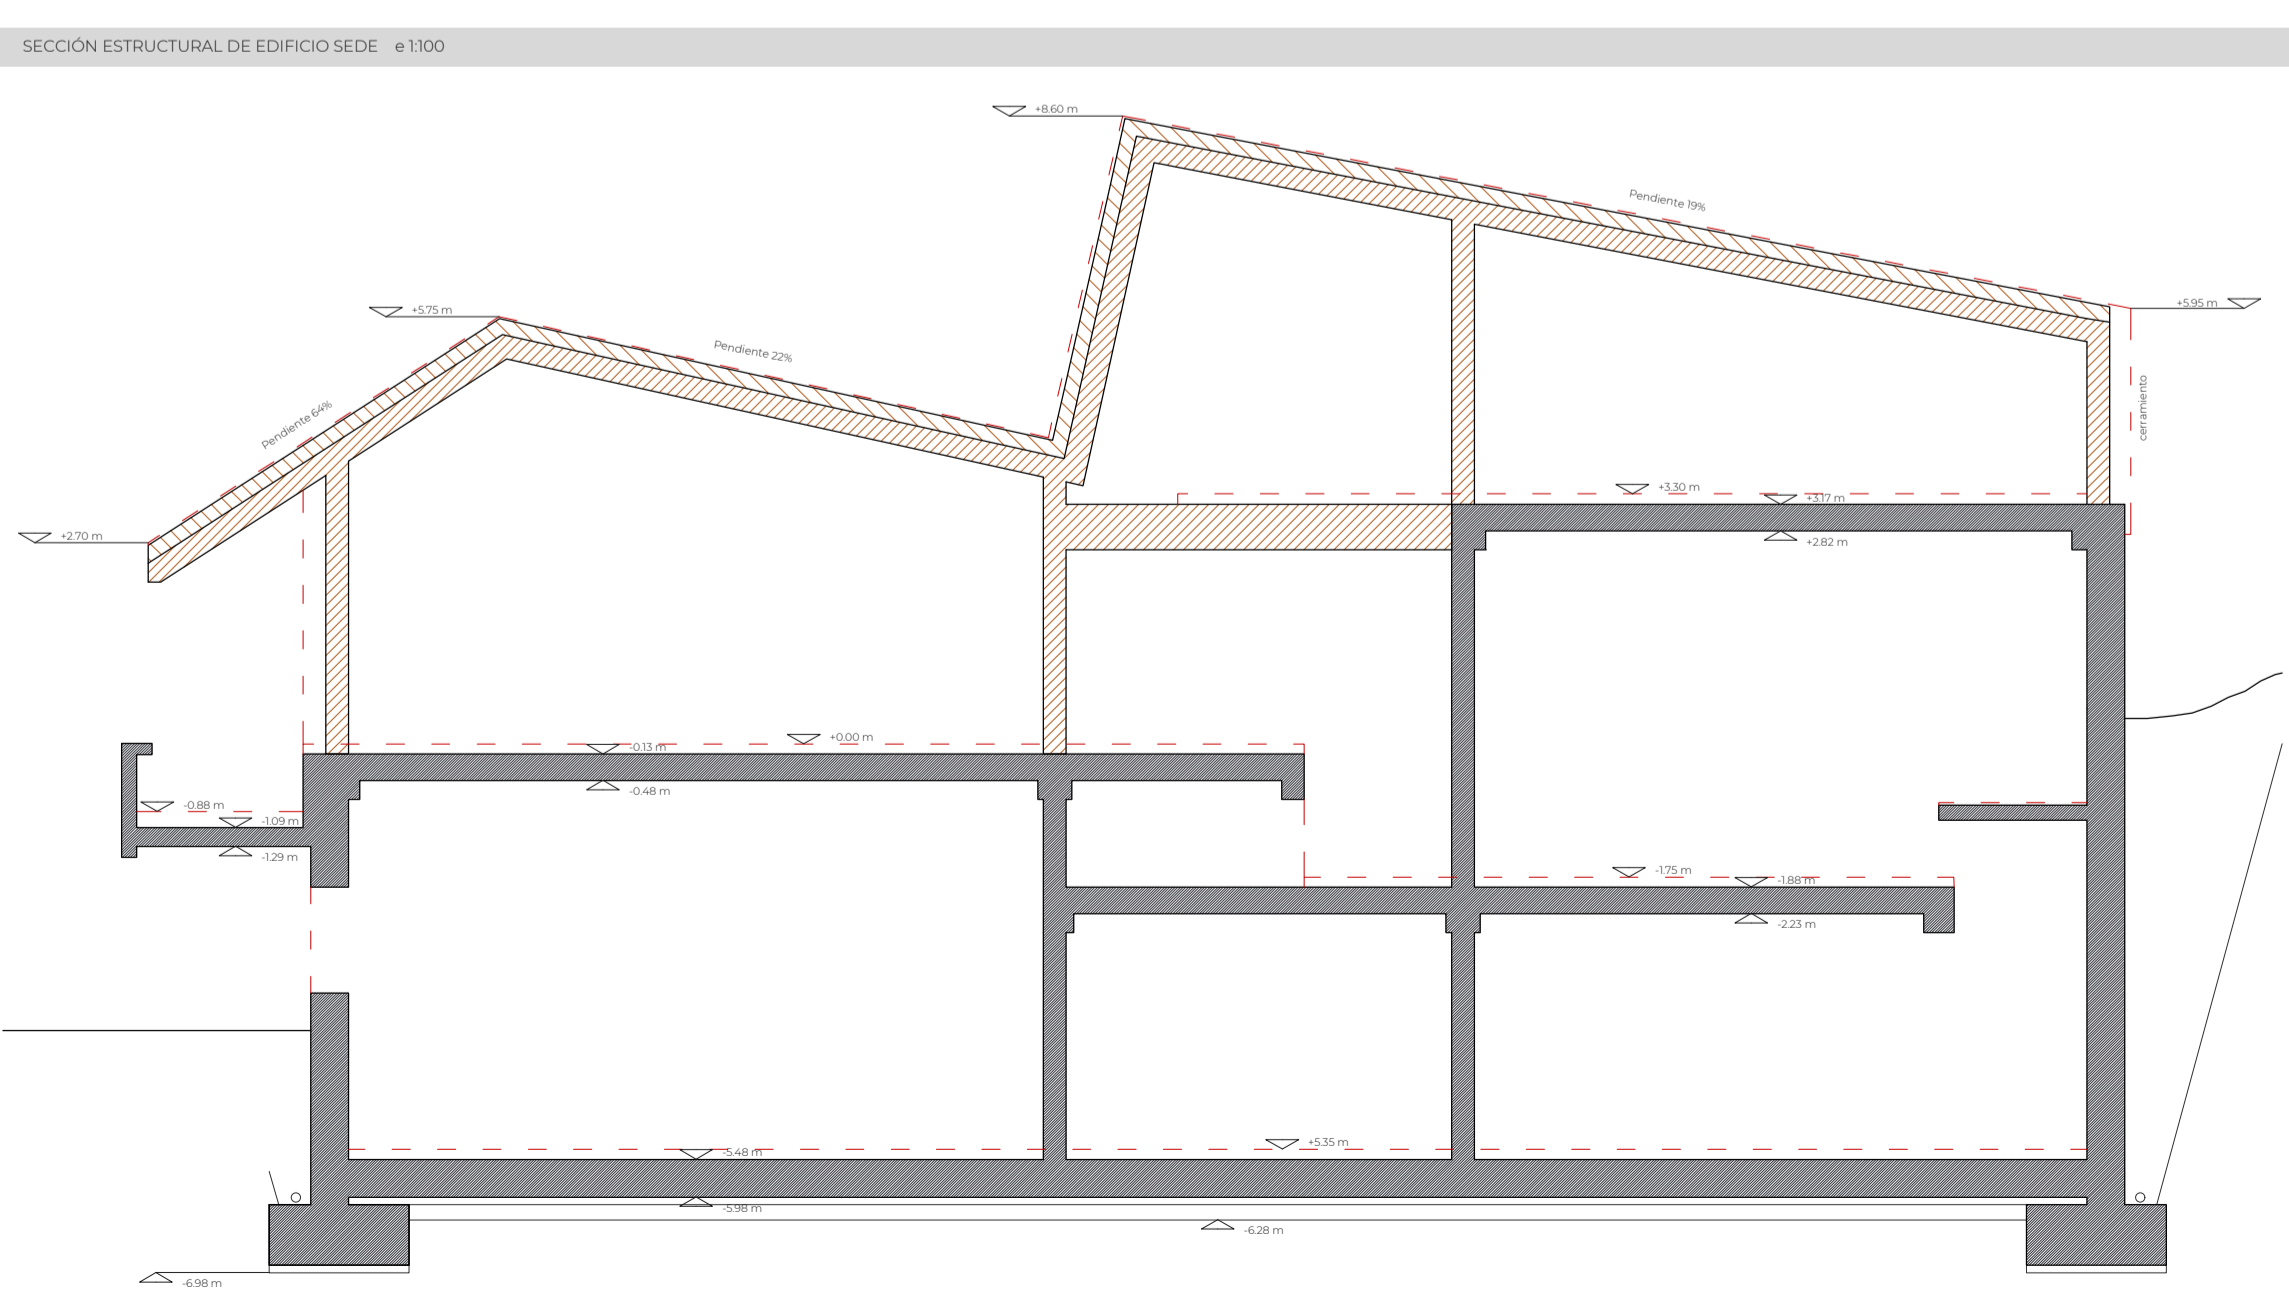 SECCIÓN ESTRUCTURAL DE EDIFICIO SEDE e 1:100
+8.60 m
Pendiente 19%
+5.95 m
+5.75 m
Pendiente 22%
cerramiento
Pendiente 64%
+3.30 m
+3.17 m
+2.70 m
+2.82 m
+0.00 m
-0.13 m
-0.48 m
-0.88 m
-1.09 m
-1.29 m
-1.75 m
-1.88 m
-2.23 m
+5.35 m
-5.48 m
-5.98 m
-6.28 m
-6.98 m